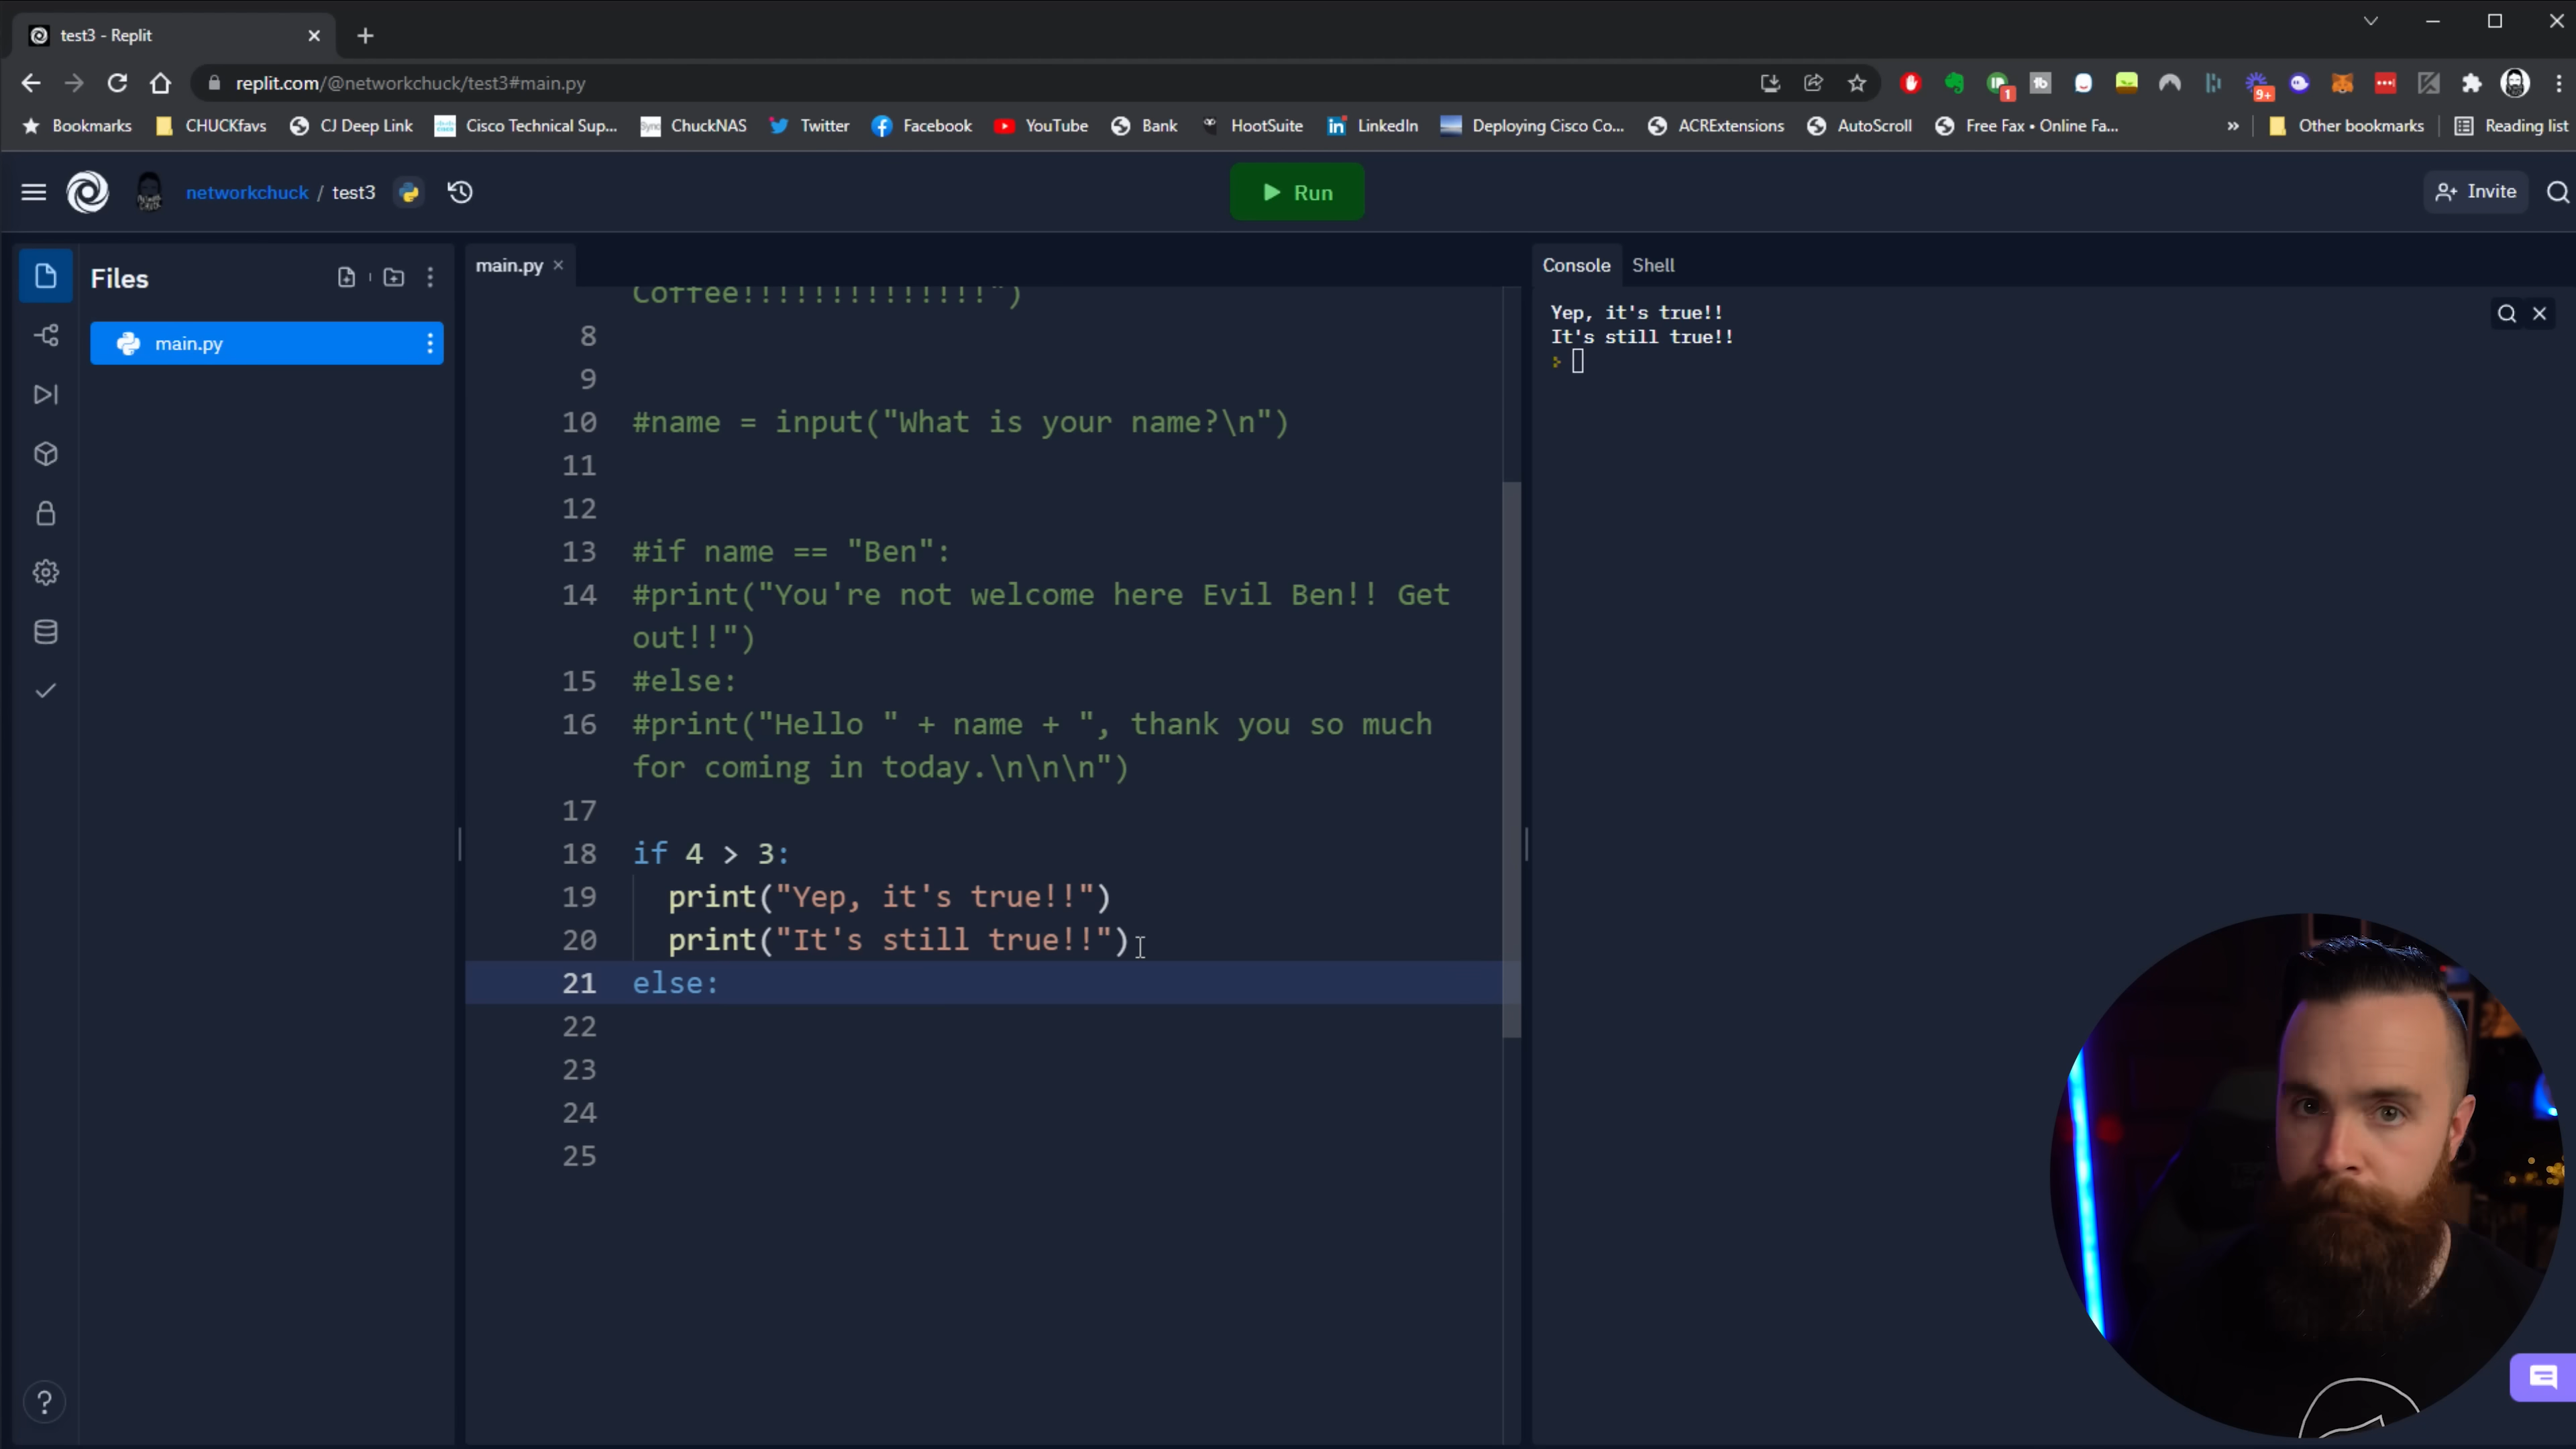 test3 - Replit
replit.com/@networkchuck/test3#main.py
1
9+
Bookmarks CHUCKfavs CJ Deep Link Cisco Technical Sup... ChuckNAS Twitter Facebook YouTube Bank HootSuite LinkedIn Deploying Cisco Co... ACRExtensions AutoScroll Free Fax • Online Fa... » Other bookmarks Reading list
networkchuck / test3
Run
Invite
Files
main.py
main.py
Coffee!!!!!!!!!!!!!!")
8
9
10 #name = input("What is your name?\n")
11
12
13 #if name == "Ben":
14 #print("You're not welcome here Evil Ben!! Get
out!!")
15 #else:
16 #print("Hello " + name + ", thank you so much
for coming in today.\n\n\n")
17
18 if 4 > 3:
19 print("Yep, it's true!!")
20 print("It's still true!!")
21 else:
22
23
24
25
Console Shell
Yep, it's true!!
It's still true!!
?